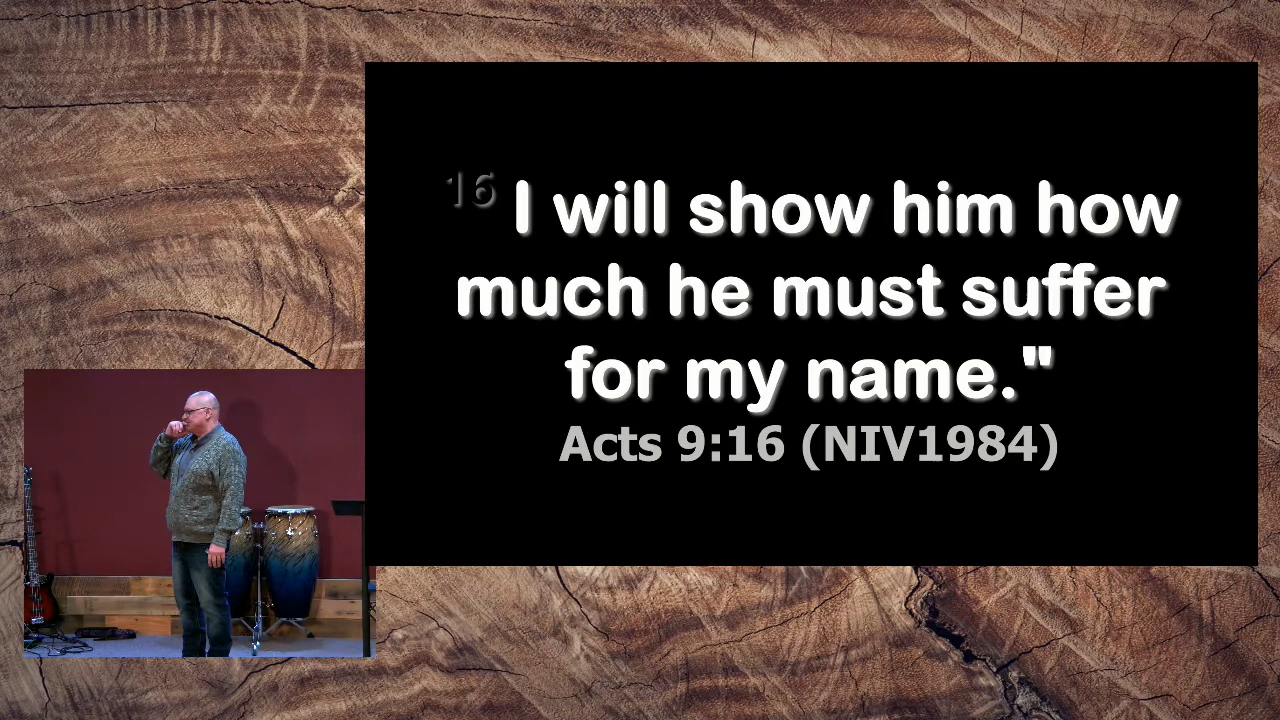 16 I will show him how
much he must suffer
for my name."
Acts 9:16 (NIV1984)